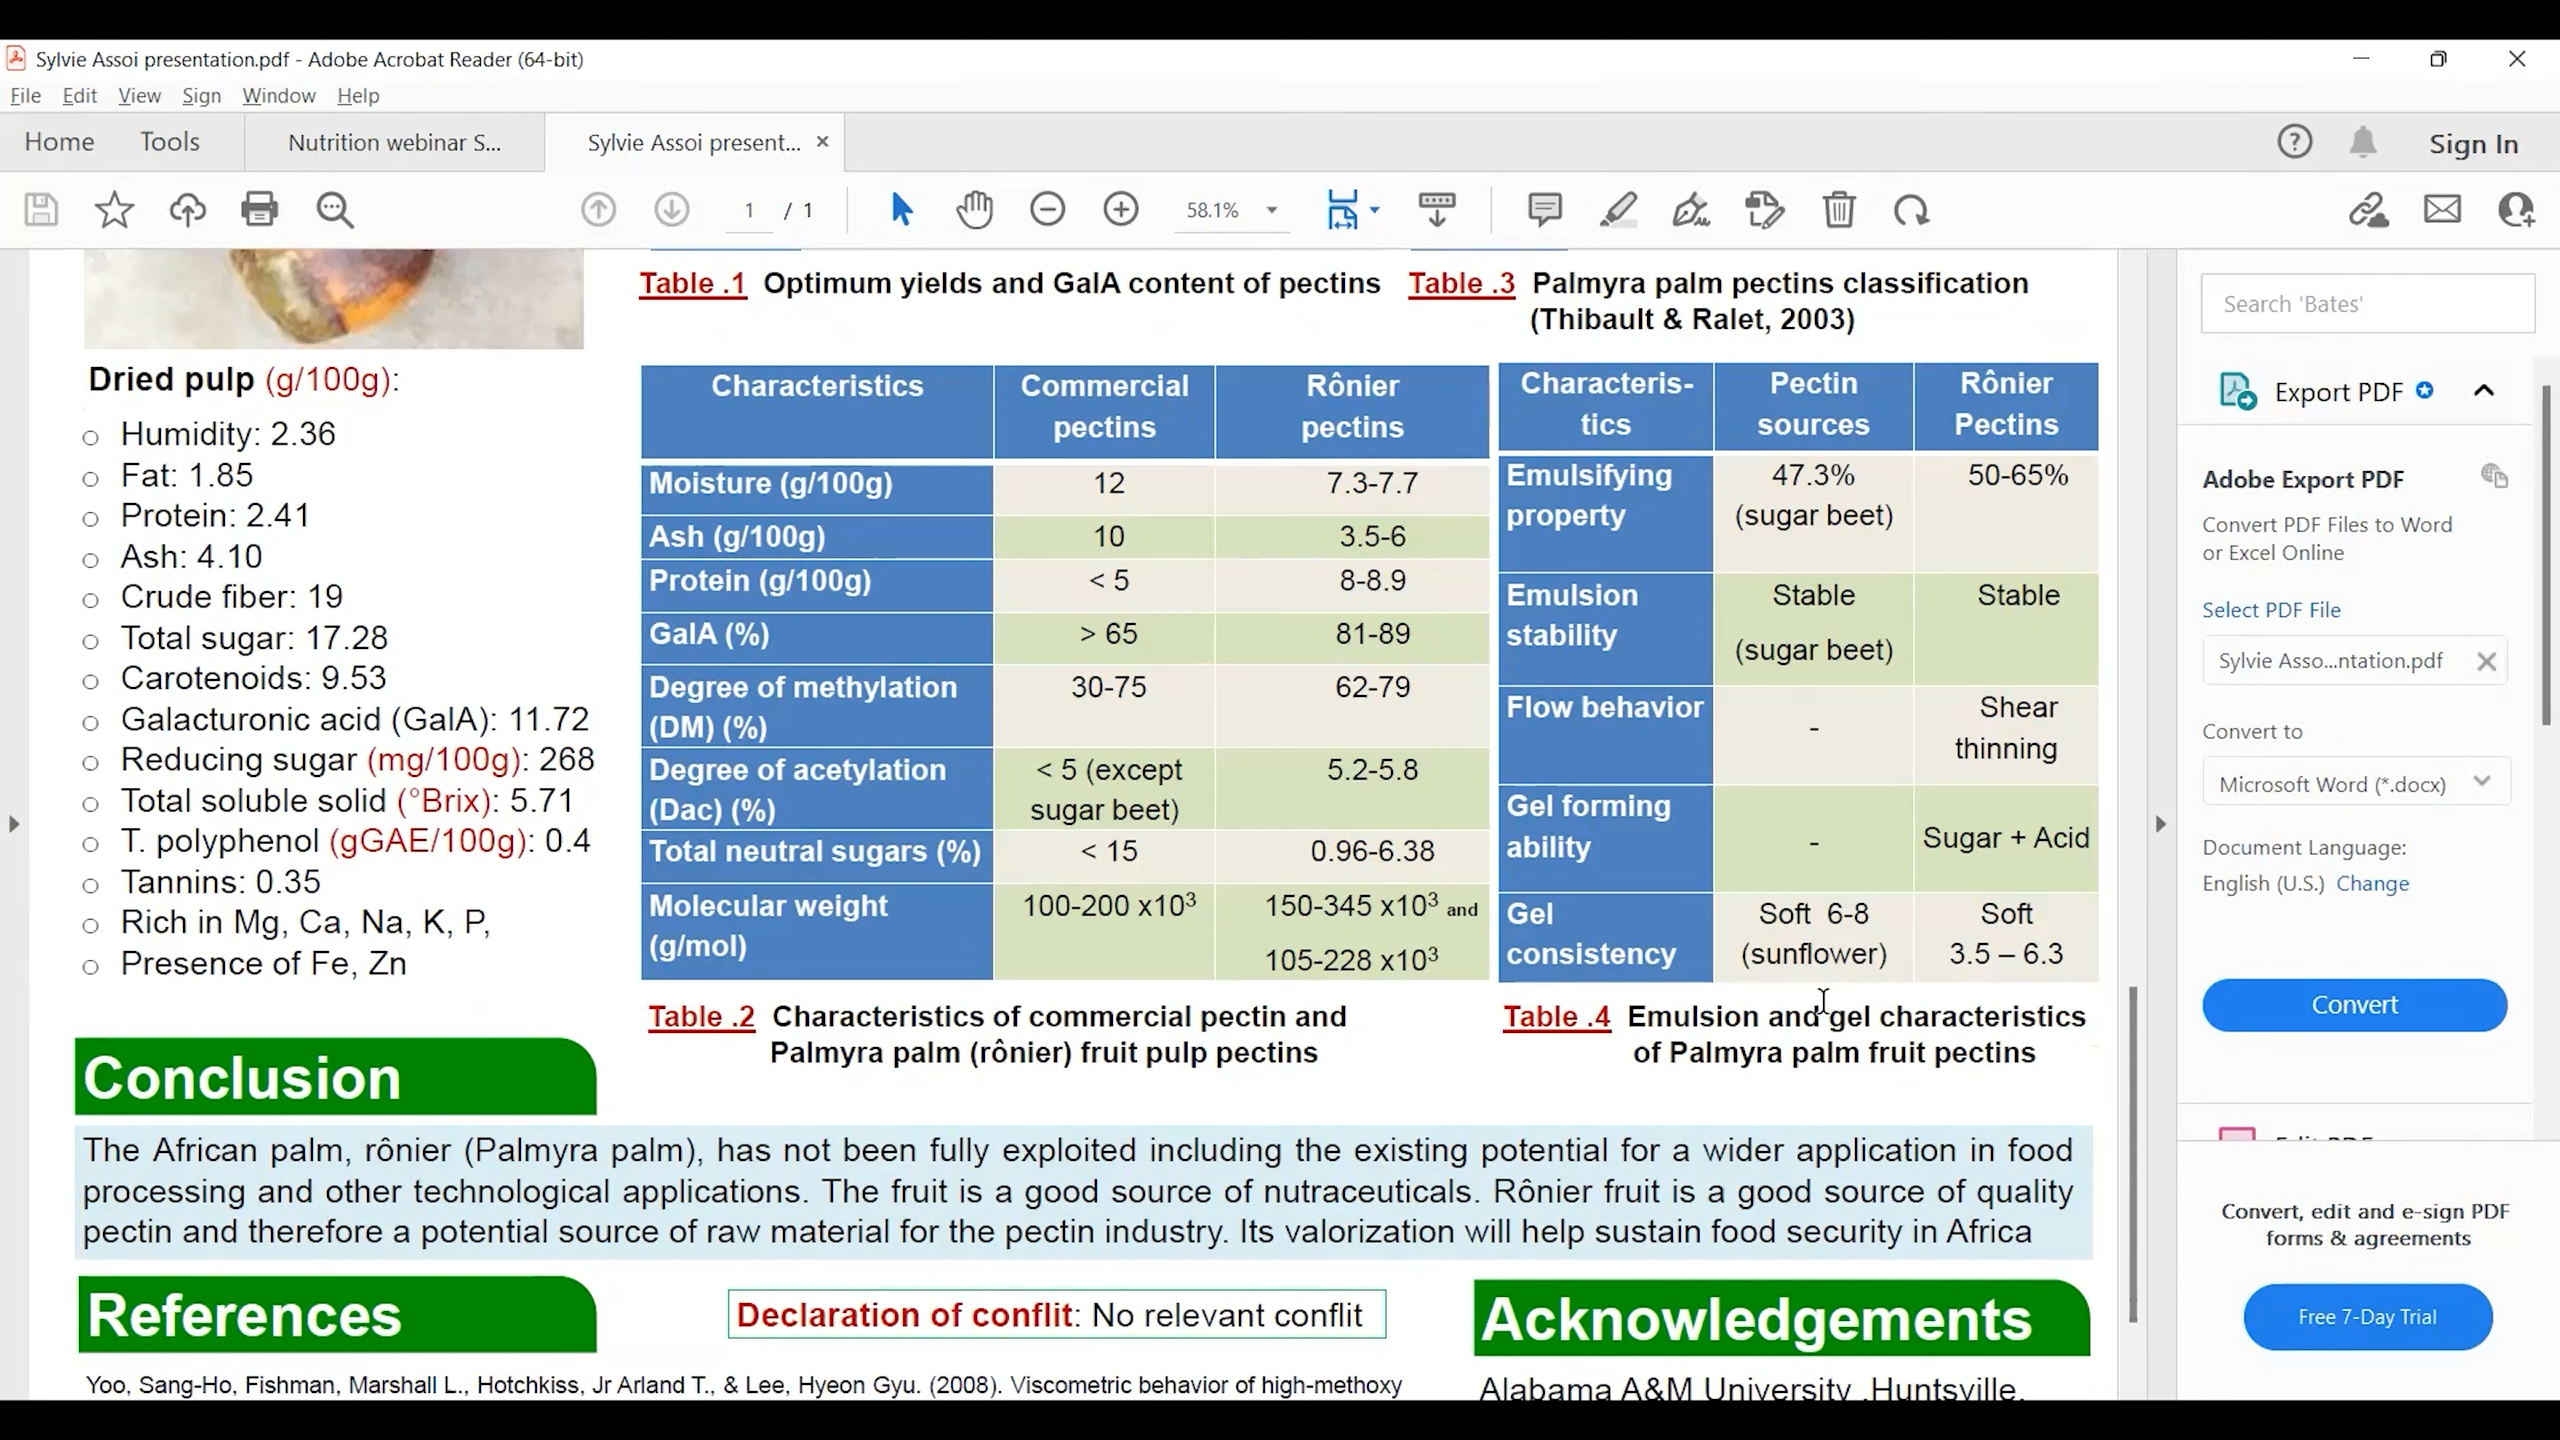 Sylvie Assoi presentation.pdf - Adobe Acrobat Reader (64-bit)
File Edit View Sign Window Help
Home Tools Nutrition webinar S... Sylvie Assoi present... × Sign In
1 / 1 58.1%
Table .1 Optimum yields and GalA content of pectins
Table .3 Palmyra palm pectins classification
(Thibault & Ralet, 2003)
Dried pulp (g/100g):
Humidity: 2.36
Fat: 1.85
Protein: 2.41
Ash: 4.10
Crude fiber: 19
Total sugar: 17.28
Carotenoids: 9.53
Galacturonic acid (GalA): 11.72
Reducing sugar (mg/100g): 268
Total soluble solid (°Brix): 5.71
T. polyphenol (gGAE/100g): 0.4
Tannins: 0.35
Rich in Mg, Ca, Na, K, P,
Presence of Fe, Zn
Characteristics Commercial pectins Rônier pectins
Moisture (g/100g) 12 7.3-7.7
Ash (g/100g) 10 3.5-6
Protein (g/100g) < 5 8-8.9
GalA (%) > 65 81-89
Degree of methylation (DM) (%) 30-75 62-79
Degree of acetylation (Dac) (%) < 5 (except sugar beet) 5.2-5.8
Total neutral sugars (%) < 15 0.96-6.38
Molecular weight (g/mol) 100-200 x10³ 150-345 x10³ and 105-228 x10³
Table .2 Characteristics of commercial pectin and
Palmyra palm (rônier) fruit pulp pectins
Characteris-tics Pectin sources Rônier Pectins
Emulsifying property 47.3% (sugar beet) 50-65%
Emulsion stability Stable (sugar beet) Stable
Flow behavior - Shear thinning
Gel forming ability - Sugar + Acid
Gel consistency Soft 6-8 (sunflower) Soft 3.5 – 6.3
Table .4 Emulsion and gel characteristics
of Palmyra palm fruit pectins
Conclusion
The African palm, rônier (Palmyra palm), has not been fully exploited including the existing potential for a wider application in food
processing and other technological applications. The fruit is a good source of nutraceuticals. Rônier fruit is a good source of quality
pectin and therefore a potential source of raw material for the pectin industry. Its valorization will help sustain food security in Africa
References
Declaration of conflit: No relevant conflit
Acknowledgements
Yoo, Sang-Ho, Fishman, Marshall L., Hotchkiss, Jr Arland T., & Lee, Hyeon Gyu. (2008). Viscometric behavior of high-methoxy
Alabama A&M University ,Huntsville,
Search 'Bates'
Export PDF
Adobe Export PDF
Convert PDF Files to Word
or Excel Online
Select PDF File
Sylvie Asso...ntation.pdf
Convert to
Microsoft Word (*.docx)
Document Language:
English (U.S.) Change
Convert
Edit PDF
Convert, edit and e-sign PDF
forms & agreements
Free 7-Day Trial